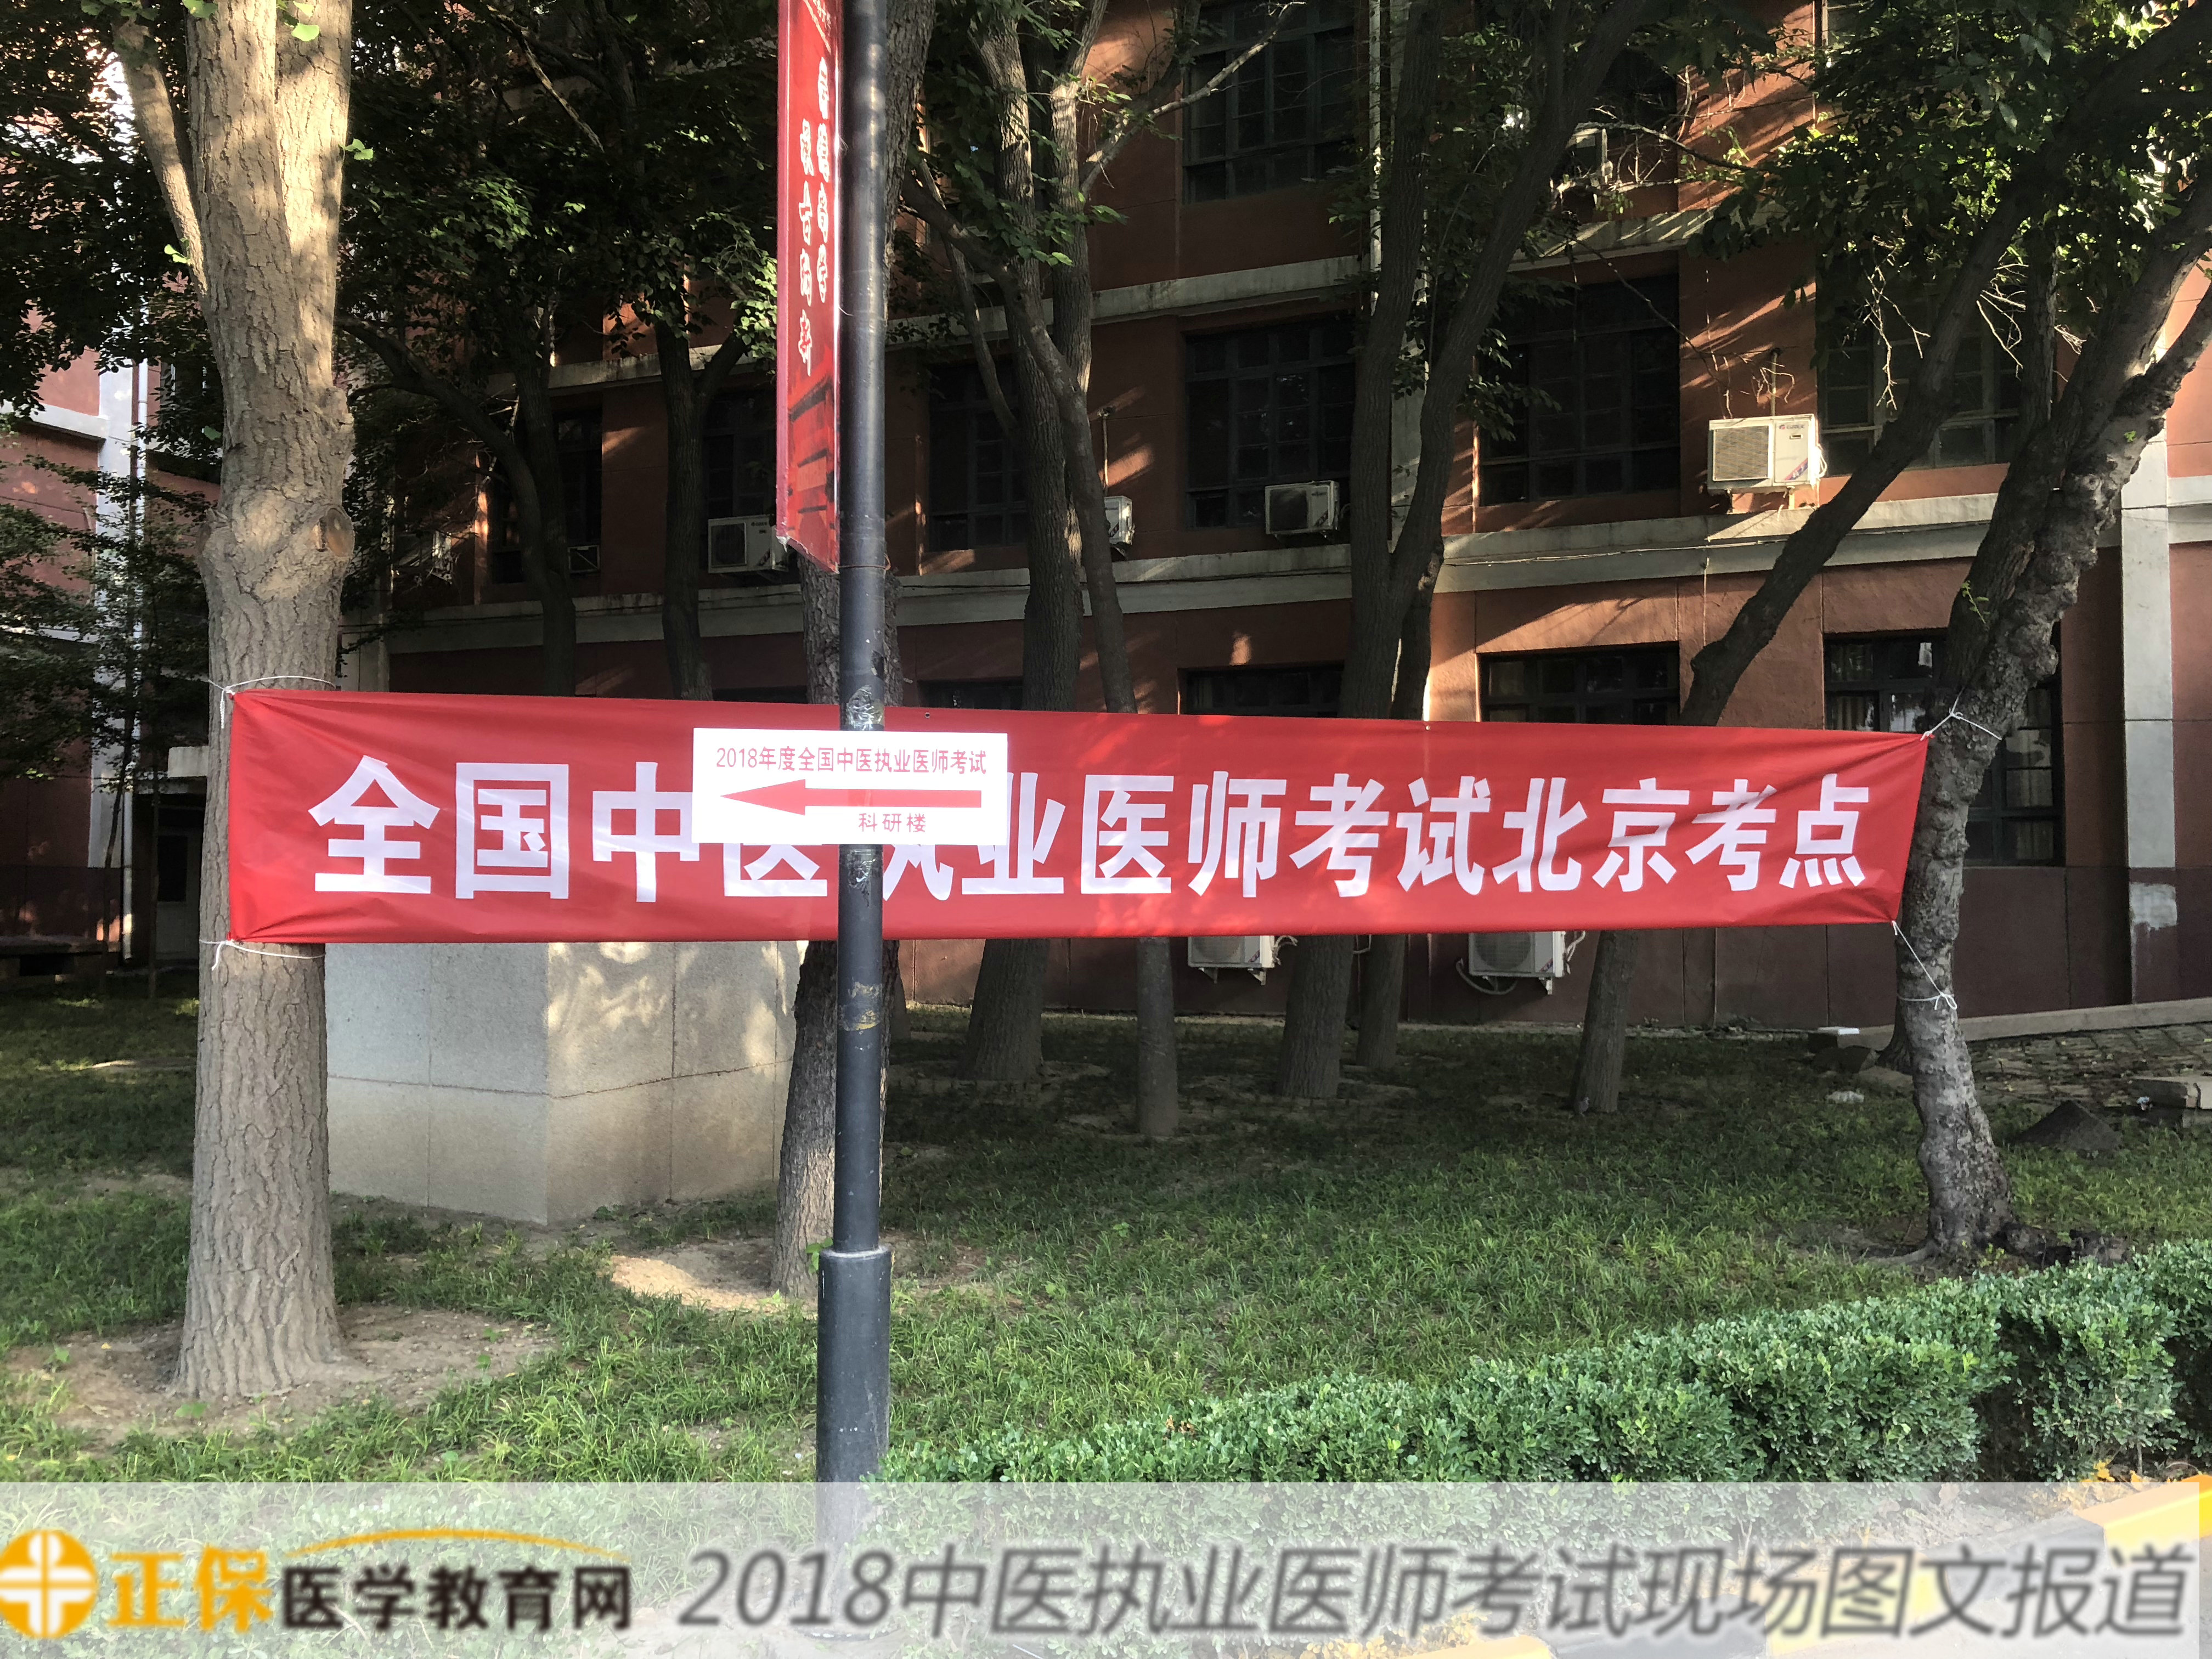 2018年度全国中医执业医师考试
科研楼
全国中医执业医师考试北京考点
正保医学教育网
2018中医执业医师考试现场图文报道